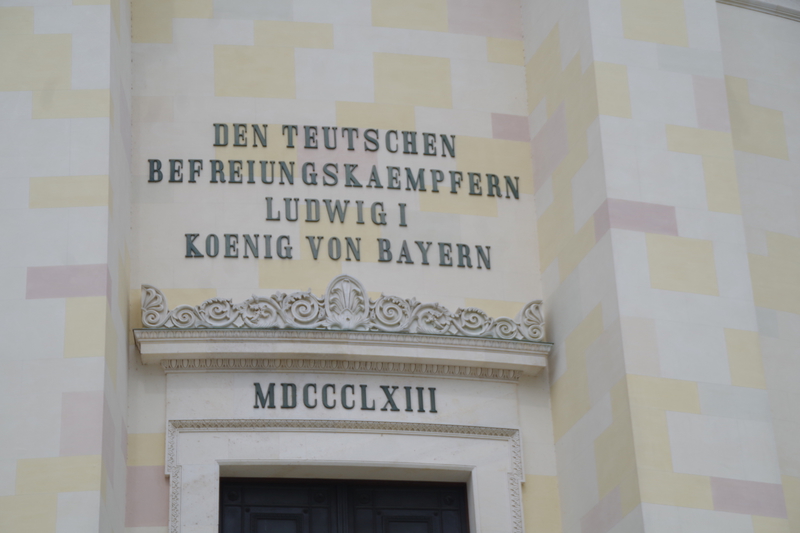 DEN TEUTSCHEN
BEFREIUNGSKAEMPFERN
LUDWIG I
KOENIG VON BAYERN
MDCCCLXIII